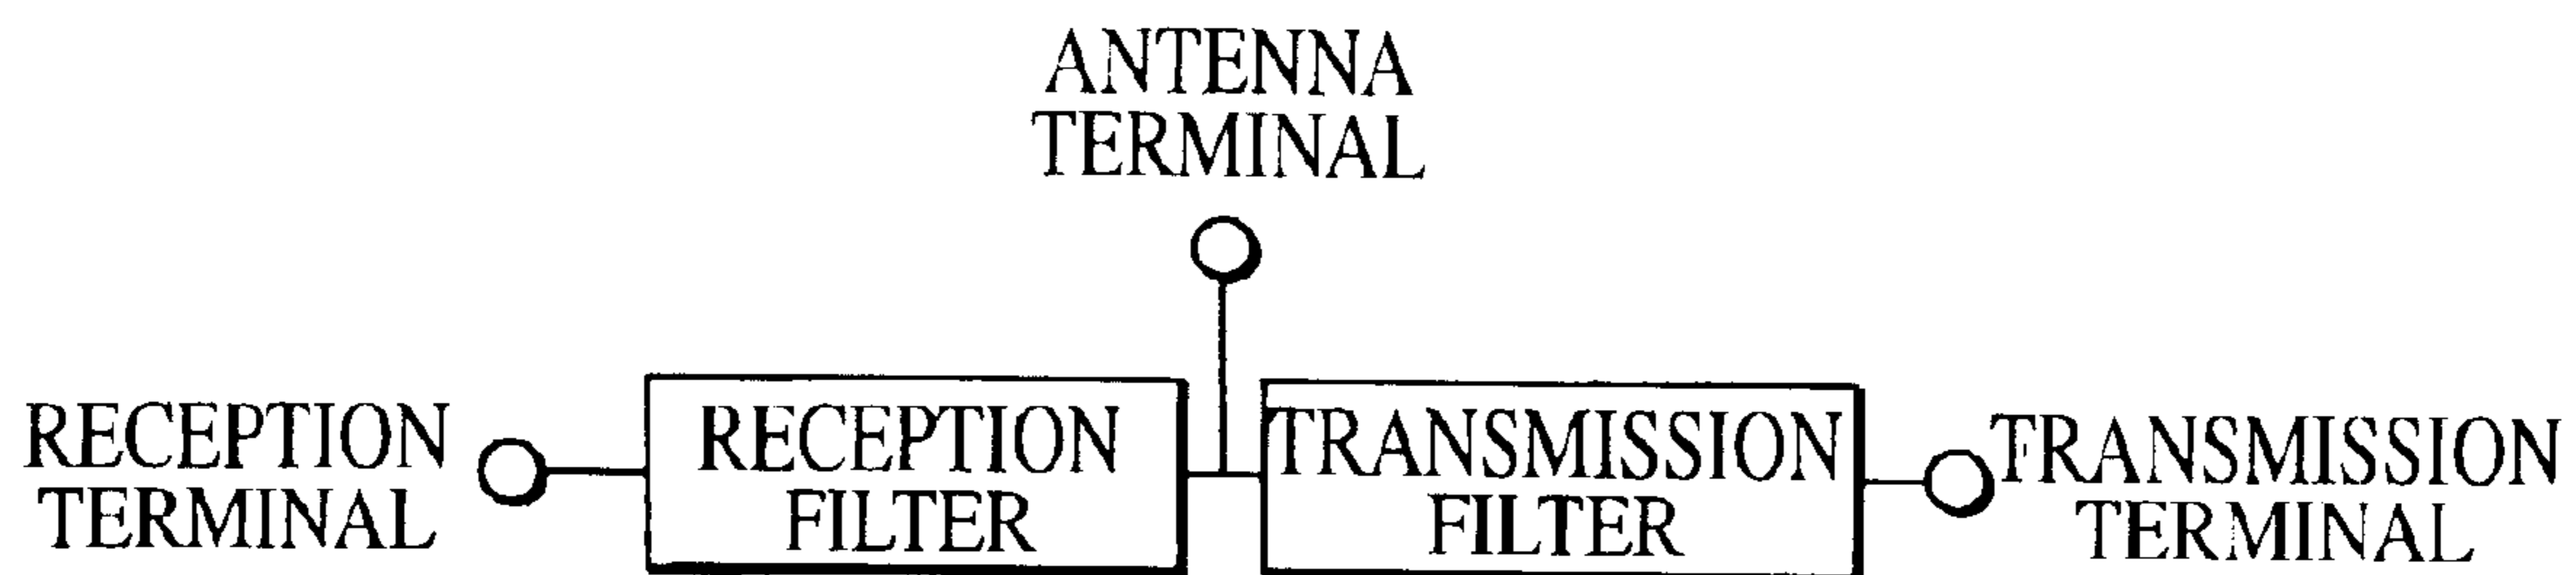 ANTENNA
TERMINAL
RECEPTION
TERMINAL
RECEPTION
FILTER
TRANSMISSION
FILTER
TRANSMISSION
TERMINAL